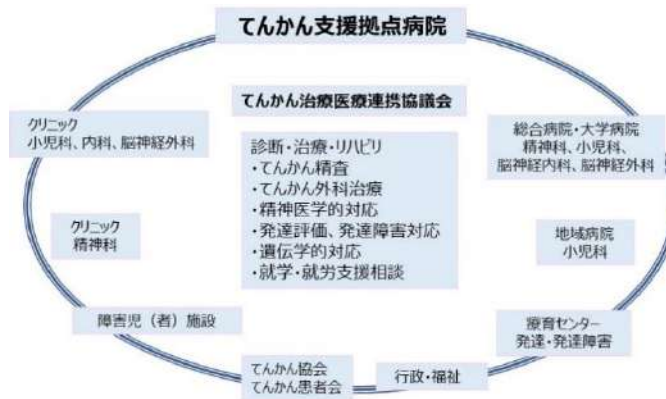 てんかん支援拠点病院
てんかん治療医療連携協議会
クリニック
小児科、内科、脳神経外科
総合病院・大学病院
精神科、小児科、
脳神経内科、脳神経外科
診断・治療・リハビリ
・てんかん精査
・てんかん外科治療
・精神医学的対応
・発達評価、発達障害対応
・遺伝学的対応
・就学・就労支援相談
クリニック
精神科
地域病院
小児科
障害児（者）施設
療育センター
発達・発達障害
てんかん協会
てんかん患者会
行政・福祉